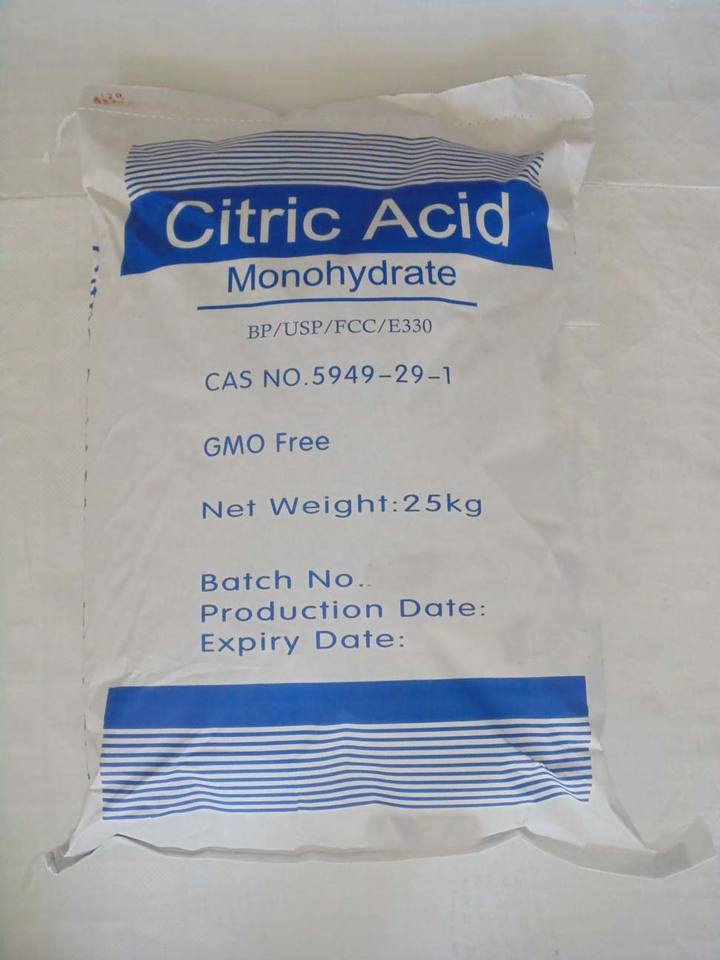 Citric Acid
Monohydrate
BP/USP/FCC/E330
CAS NO.5949-29-1
GMO Free
Net Weight:25kg
Batch No.
Production Date:
Expiry Date: